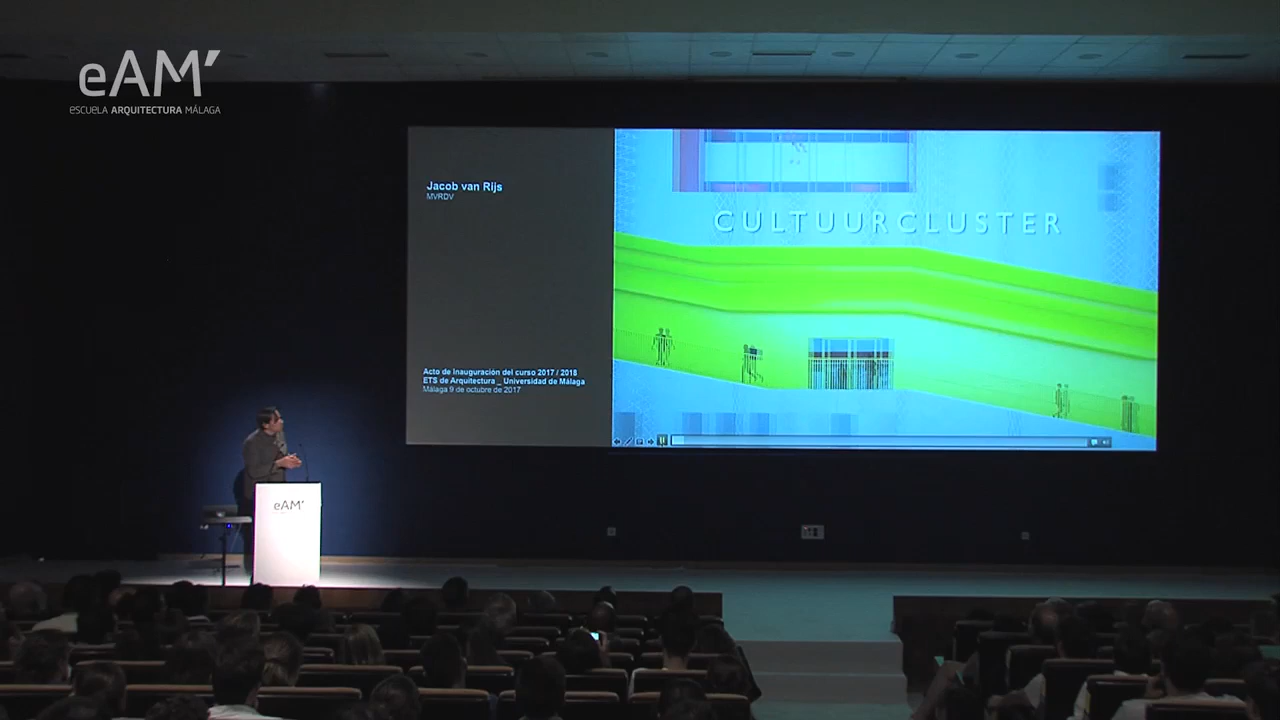 eAM'
ESCUELA ARQUITECTURA MÁLAGA
Jacob van Rijs
MVRDV
CULTUURCLUSTER
Acto de Inauguración del curso 2017 / 2018
ETS de Arquitectura _ Universidad de Málaga
Málaga 9 de octubre de 2017
eAM'